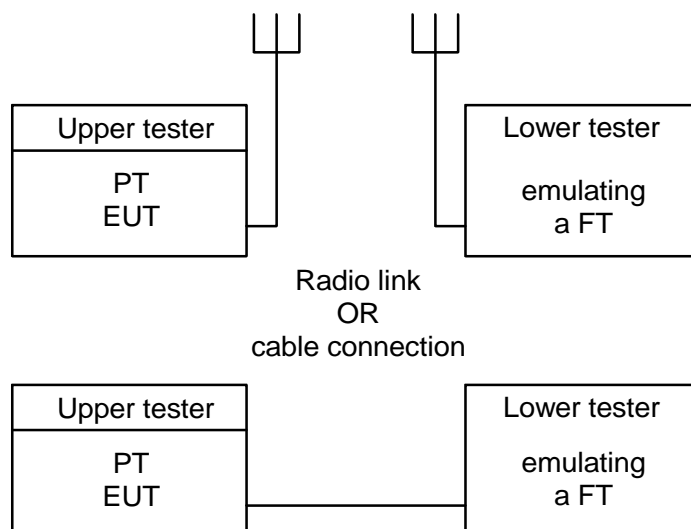 Upper tester
PT
EUT
Lower tester
emulating
a FT
Radio link
OR
cable connection
Upper tester
PT
EUT
Lower tester
emulating
a FT